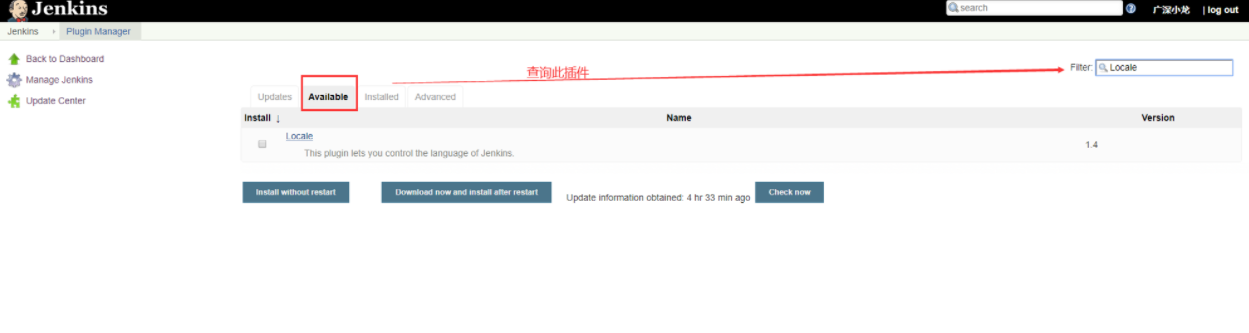 Jenkins
search
广深小龙
| log out
Jenkins
Plugin Manager
Back to Dashboard
Manage Jenkins
Update Center
查询此插件
Filter: Locale
Updates Available Installed Advanced
Install ↓ Name Version
Locale
This plugin lets you control the language of Jenkins.
1.4
Install without restart
Download now and install after restart
Update information obtained: 4 hr 33 min ago
Check now